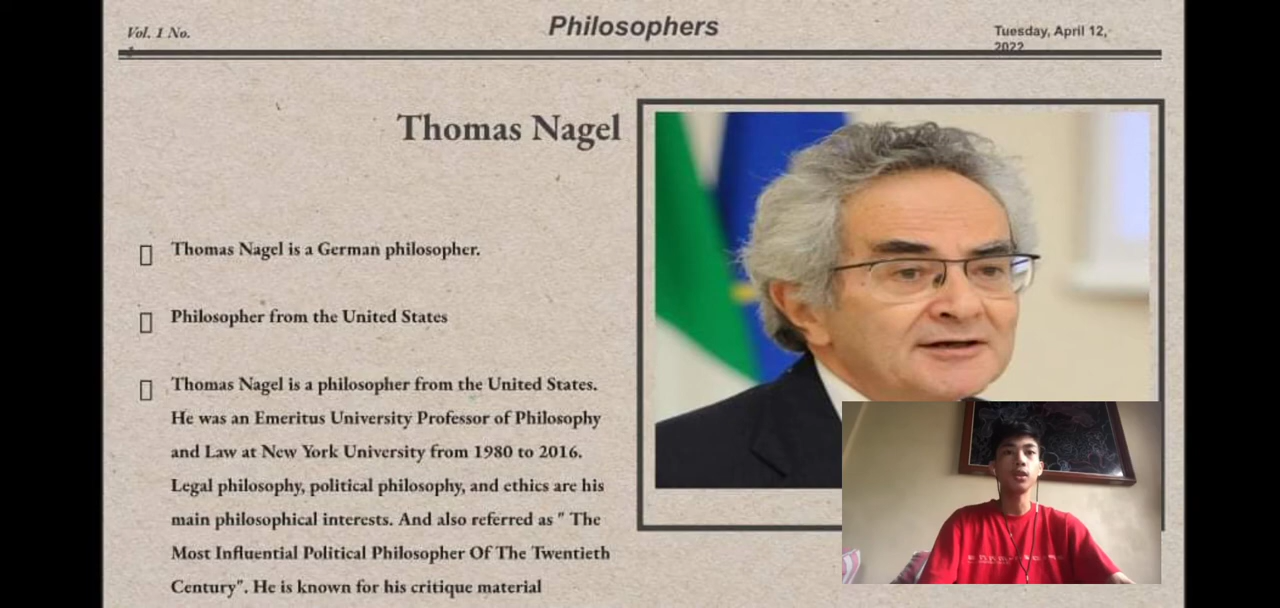 Vol. 1 No.
Philosophers
Tuesday, April 12,
2022
Thomas Nagel
Thomas Nagel is a German philosopher.
Philosopher from the United States
Thomas Nagel is a philosopher from the United States.
He was an Emeritus University Professor of Philosophy
and Law at New York University from 1980 to 2016.
Legal philosophy, political philosophy, and ethics are his
main philosophical interests. And also referred as " The
Most Influential Political Philosopher Of The Twentieth
Century". He is known for his critique material